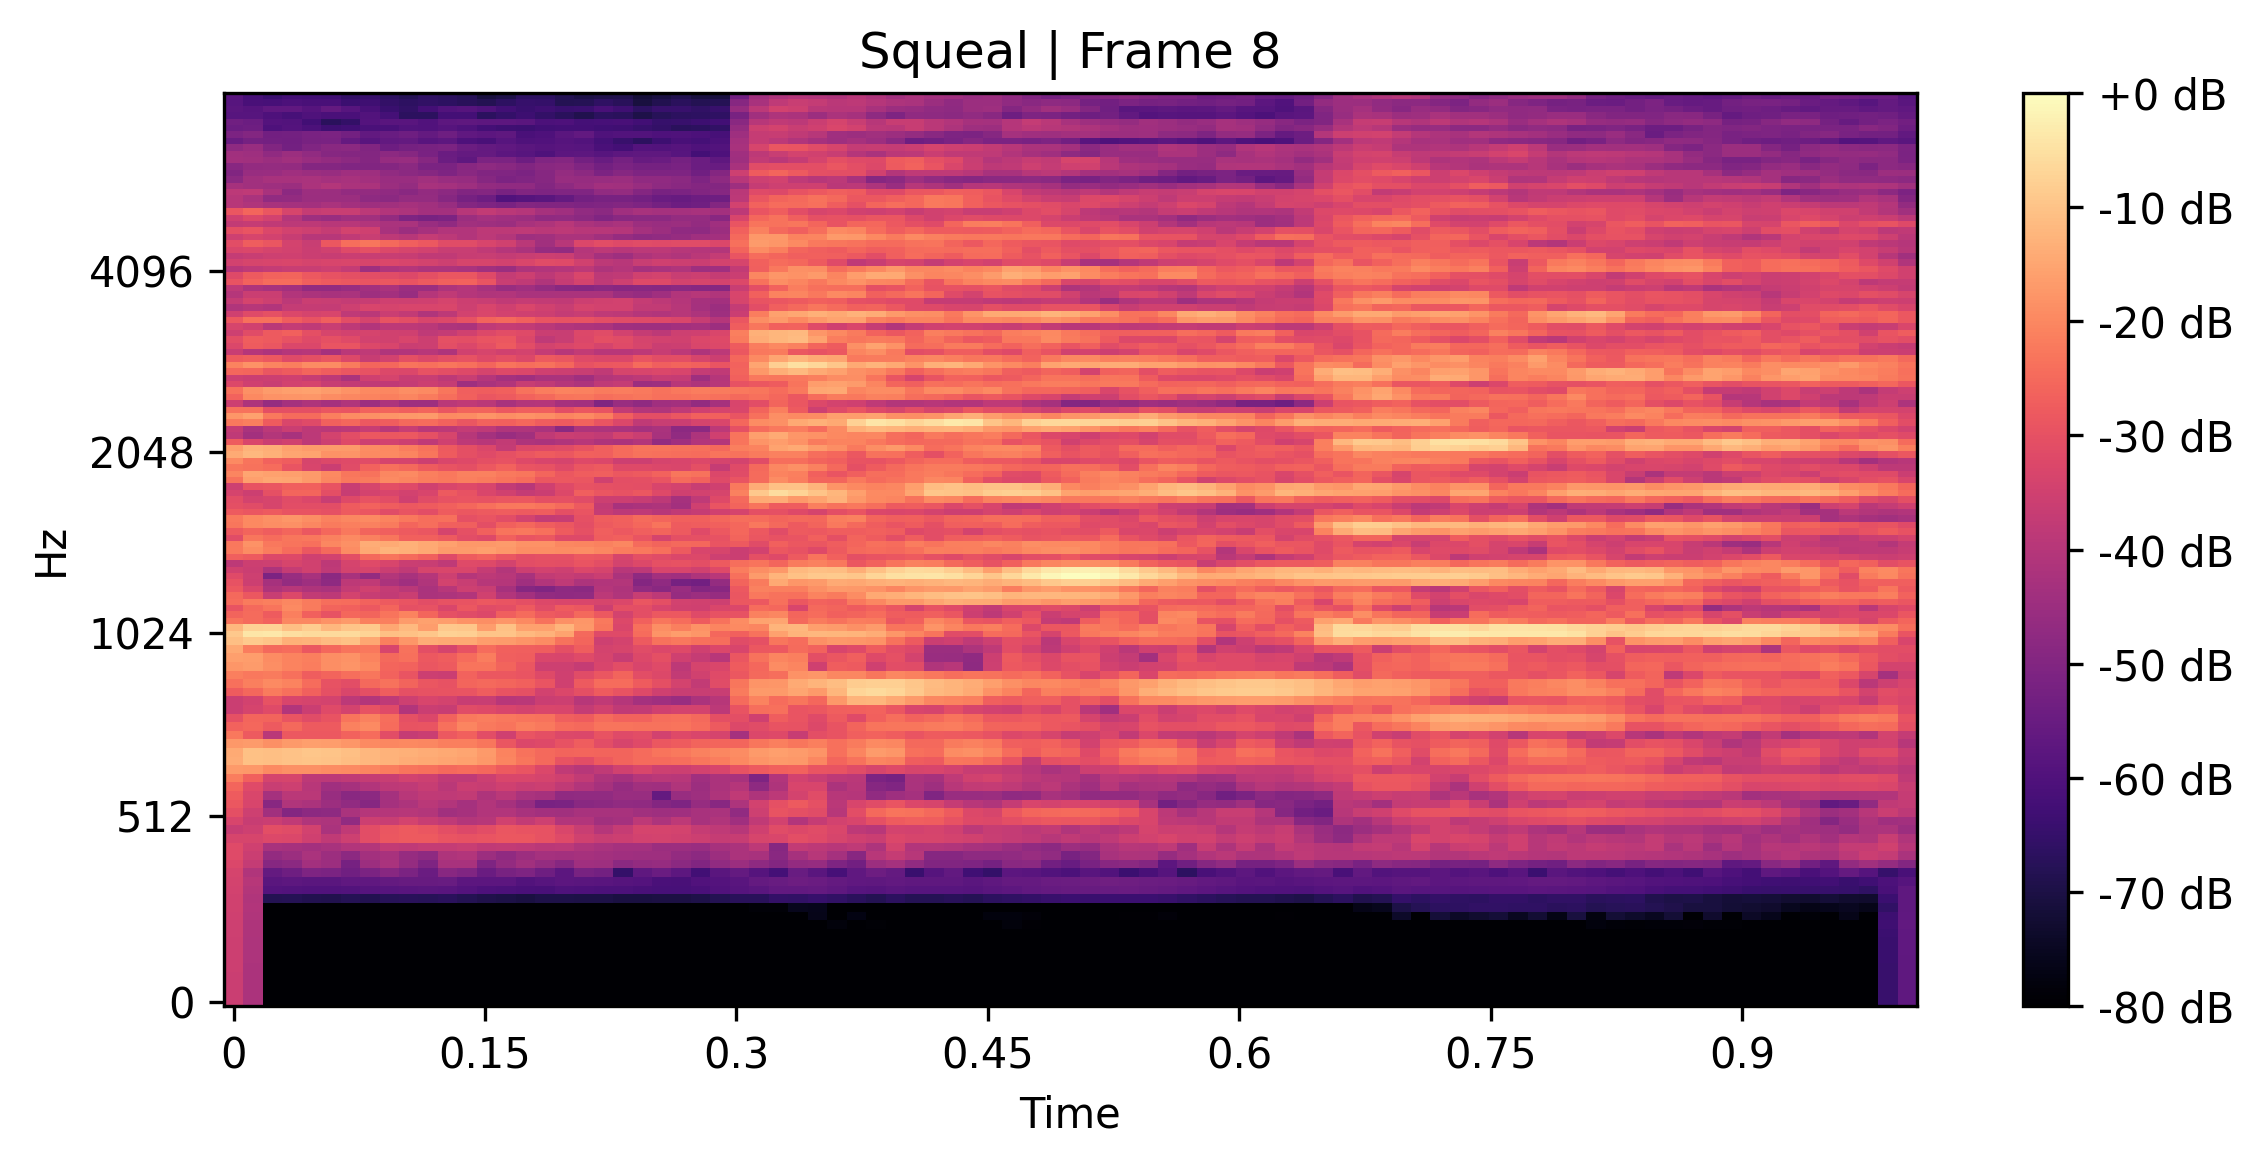 Squeal | Frame 8
+0 dB
-10 dB
-20 dB
-30 dB
-40 dB
-50 dB
-60 dB
-70 dB
-80 dB
Hz
4096
2048
1024
512
0
0 0.15 0.3 0.45 0.6 0.75 0.9
Time